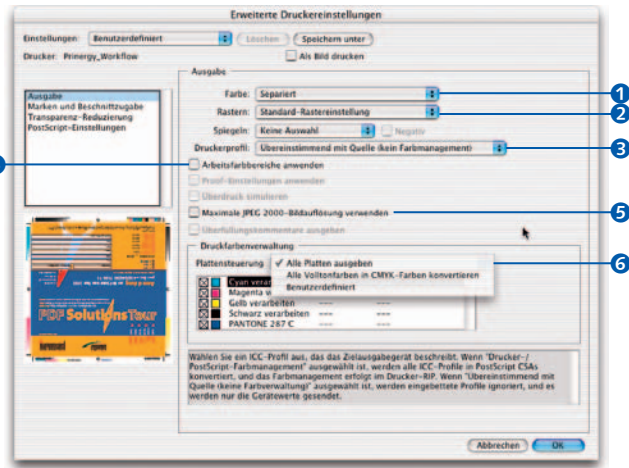 Erweiterte Druckereinstellungen
Einstellungen: Benutzerdefiniert Löschen Speichern unter
Drucker: Prinergy_Workflow Als Bild drucken
Ausgabe
Marken und Beschnittzugabe
Transparenz-Reduzierung
PostScript-Einstellungen
PDF SolutionsTour
Ausgabe
Farbe: Separiert 1
Rastern: Standard-Rastereinstellung 2
Spiegeln: Keine Auswahl Negativ
Druckerprofil: Übereinstimmend mit Quelle (kein Farbmanagement) 3
Arbeitsfarbbereiche anwenden
Proof-Einstellungen anwenden
Überdruck simulieren
Maximale JPEG 2000-Bildauflösung verwenden 5
Überfüllungskommentare ausgeben
Druckfarbenverwaltung
Plattensteuerung ✓ Alle Platten ausgeben 6
Alle Volltonfarben in CMYK-Farben konvertieren
Benutzerdefiniert
Cyan verar
Magenta v
Gelb verarbeiten --- ---
Schwarz verarbeiten --- ---
PANTONE 287 C --- ---
Wählen Sie ein ICC-Profil aus, das das Zielausgabegerät beschreibt. Wenn "Drucker-/
PostScript-Farbmanagement" ausgewählt ist, werden alle ICC-Profile in PostScript CSAs
konvertiert, und das Farbmanagement erfolgt im Drucker-RIP. Wenn "Übereinstimmend mit
Quelle (keine Farbverwaltung)" ausgewählt ist, werden eingebettete Profile ignoriert, und es
werden nur die Gerätewerte gesendet.
Abbrechen OK